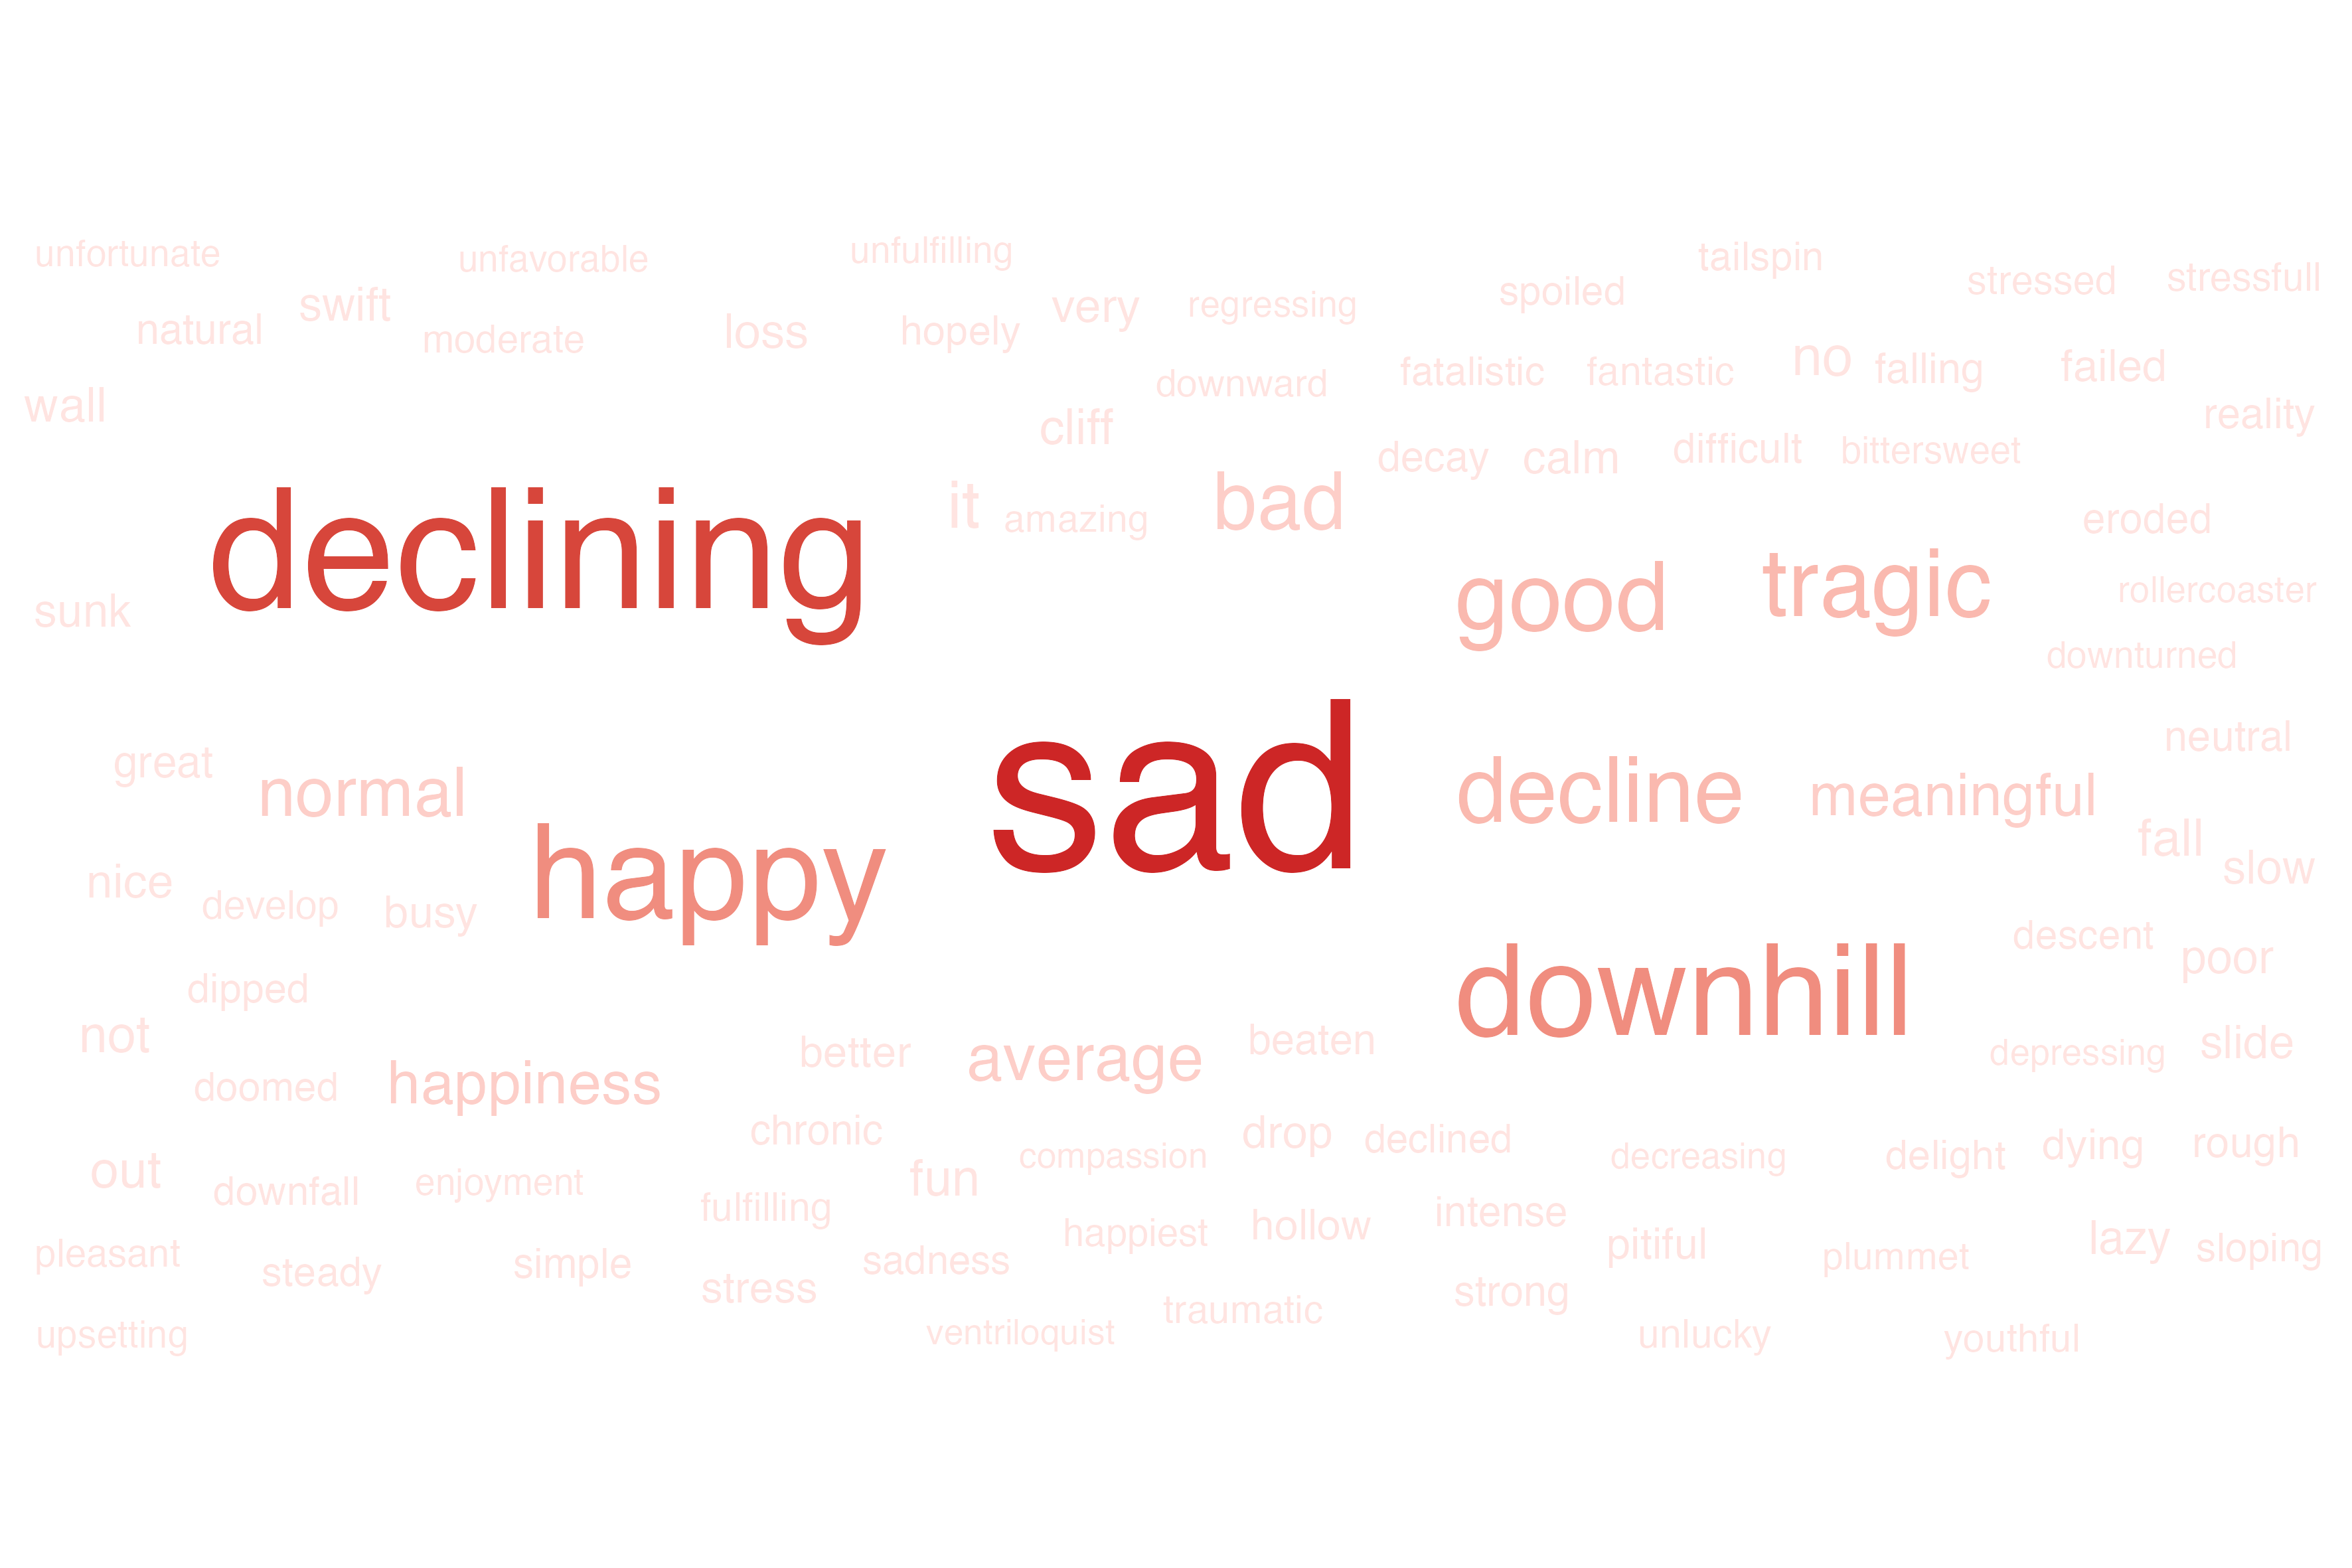 unfortunate
unfavorable
unfulfilling
tailspin
stressed
stressfull
spoiled
natural
swift
moderate
loss
hopely
very
regressing
wall
downward
fatalistic
fantastic
no
falling
failed
reality
cliff
decay
calm
difficult
bittersweet
declining
it
amazing
bad
eroded
sunk
good
tragic
rollercoaster
downturned
great
normal
sad
decline
meaningful
neutral
fall
slow
nice
develop
busy
happy
descent
poor
dipped
downhill
not
better
average
beaten
depressing
slide
doomed
happiness
chronic
compassion
drop
declined
decreasing
delight
dying
rough
out
downfall
enjoyment
fulfilling
fun
happiest
hollow
intense
pitiful
plummet
lazy
sloping
pleasant
steady
simple
stress
sadness
strong
upsetting
ventriloquist
traumatic
unlucky
youthful